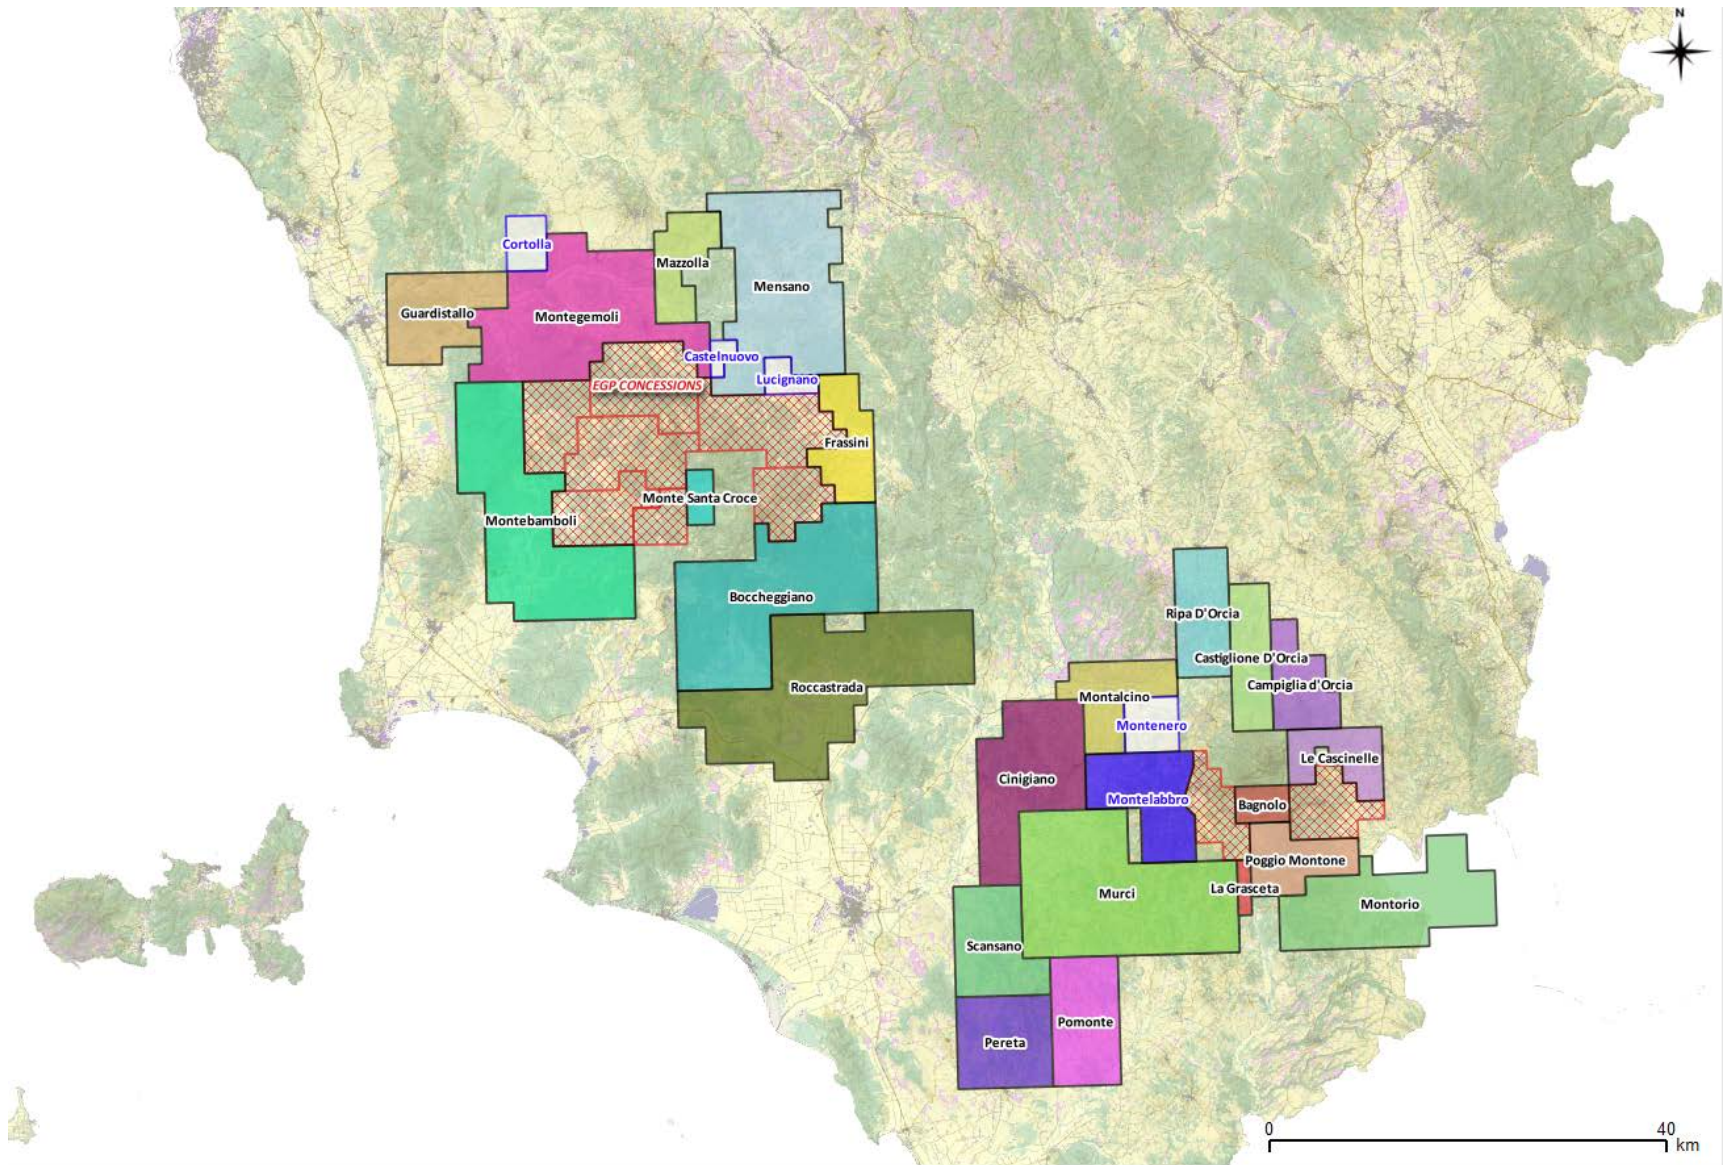 N
Cortolla
Mazzolla
Mensano
Guardistallo
Montegemoli
Castelnuovo
Lucignano
EGP CONCESSIONS
Frassini
Monte Santa Croce
Montebamboli
Boccheggiano
Ripa D'Orcia
Castiglione D'Orcia
Campiglia d'Orcia
Roccastrada
Montalcino
Montenero
Le Cascinelle
Cinigiano
Montelabbro
Bagnolo
Poggio Montone
La Grasceta
Murci
Montorio
Scansano
Pomonte
Pereta
0 40
km